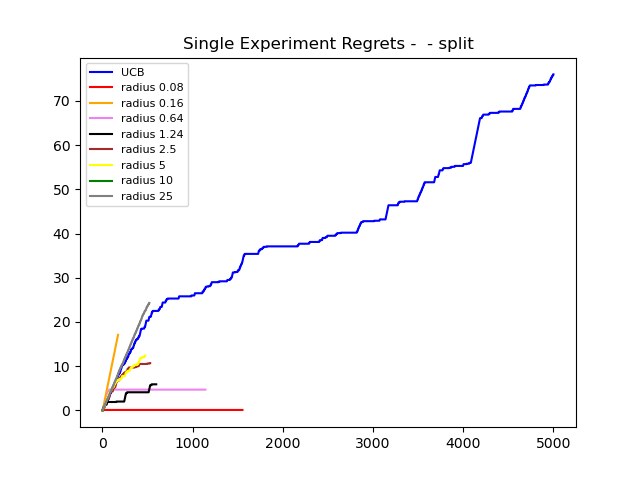 Single Experiment Regrets -  - split
UCB
radius 0.08
radius 0.16
radius 0.64
radius 1.24
radius 2.5
radius 5
radius 10
radius 25
70
60
50
40
30
20
10
0
0 1000 2000 3000 4000 5000